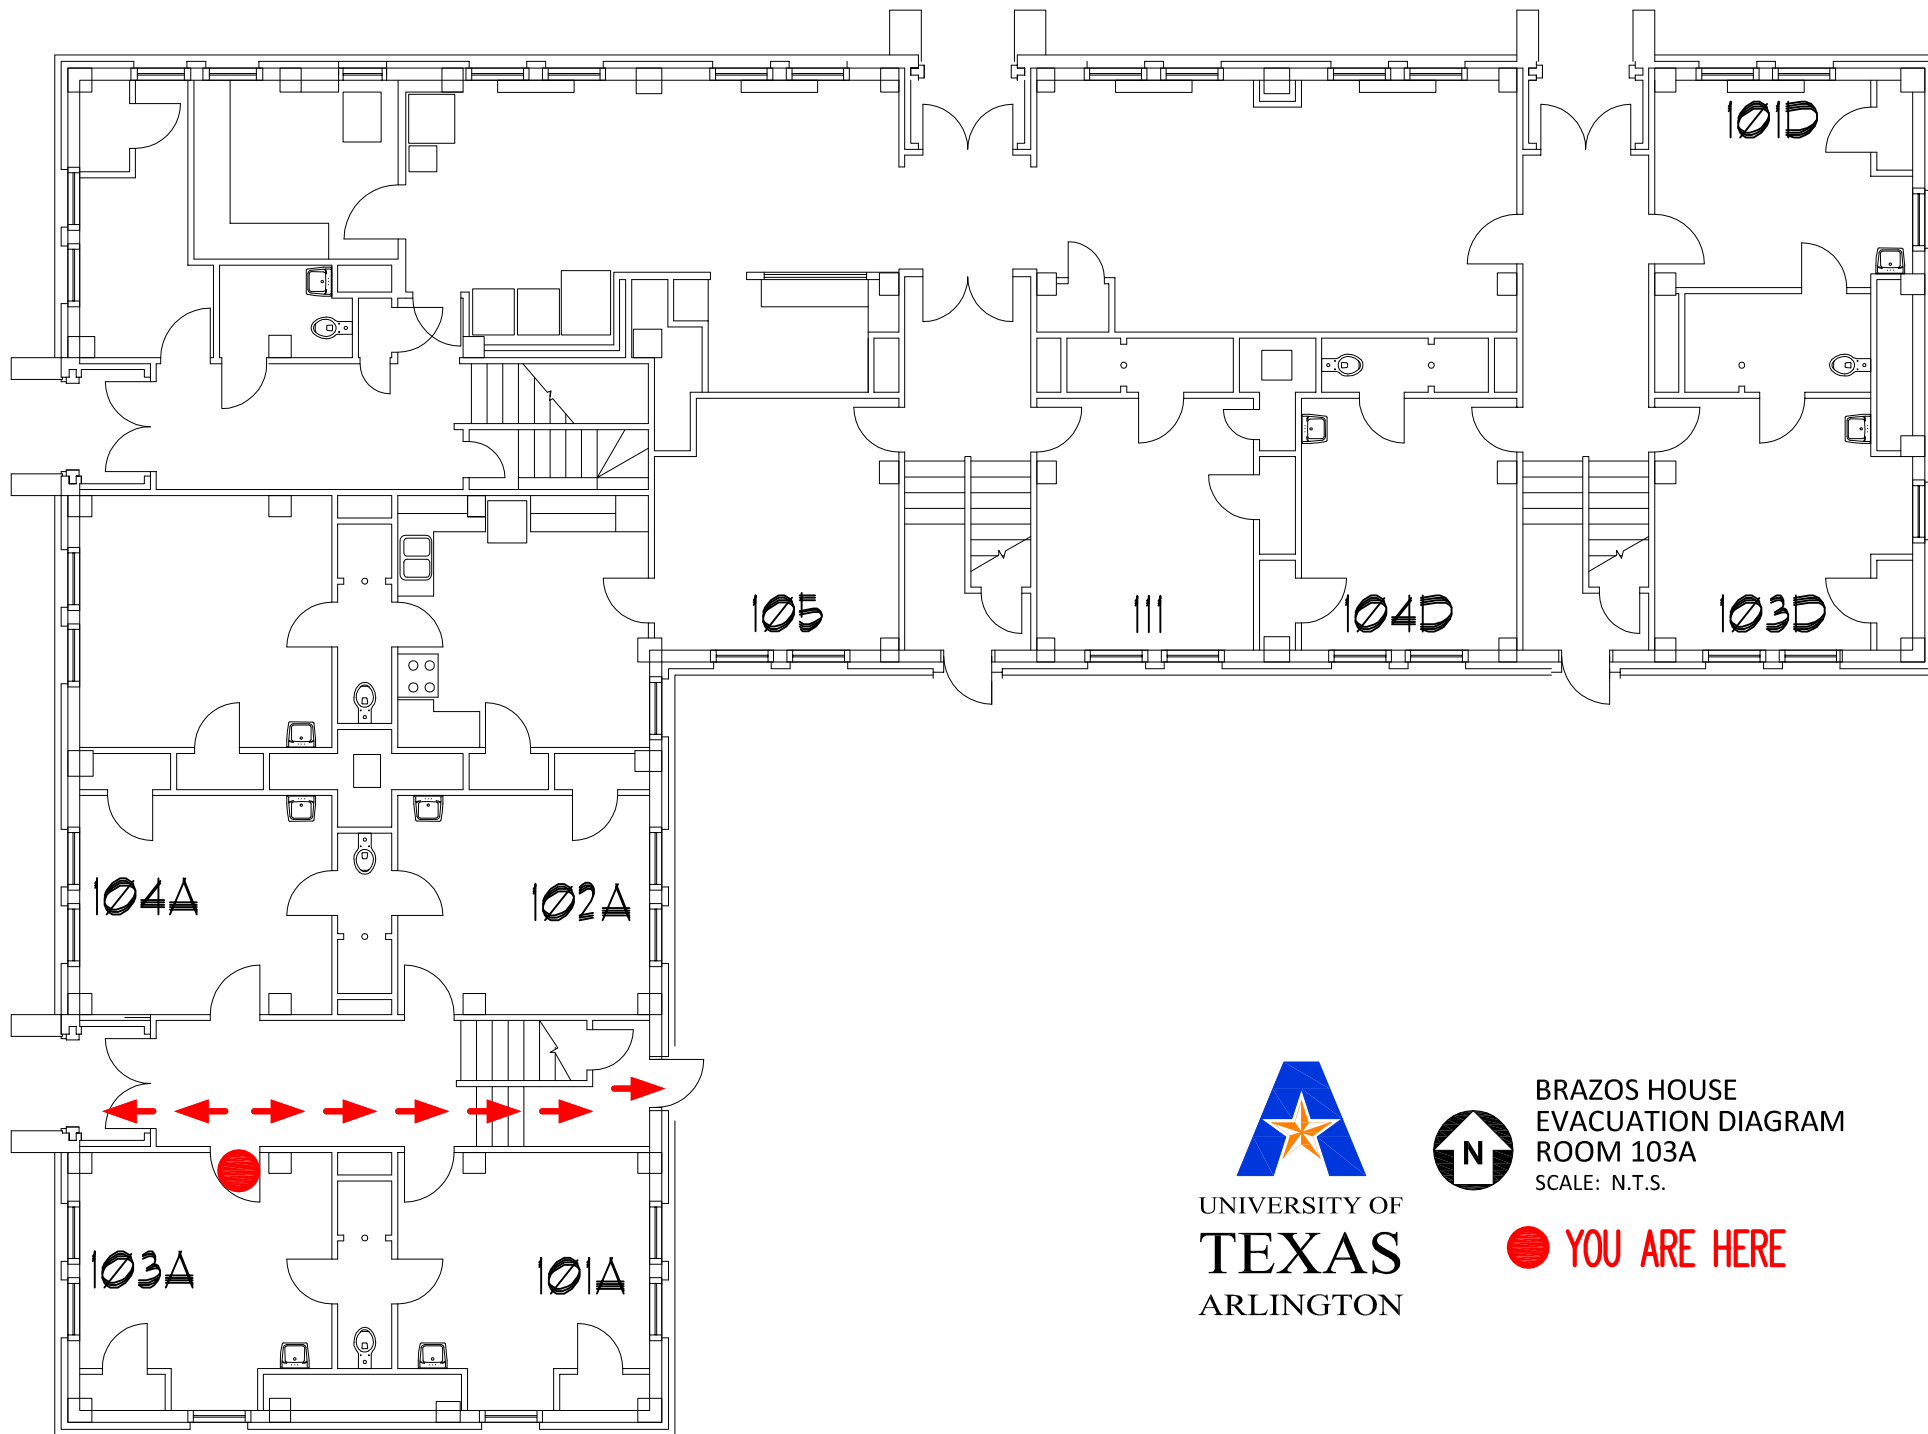 101D
105
111
104D
103D
104A
102A
103A
101A
UNIVERSITY OF
TEXAS
ARLINGTON
N
BRAZOS HOUSE
EVACUATION DIAGRAM
ROOM 103A
SCALE: N.T.S.
YOU ARE HERE